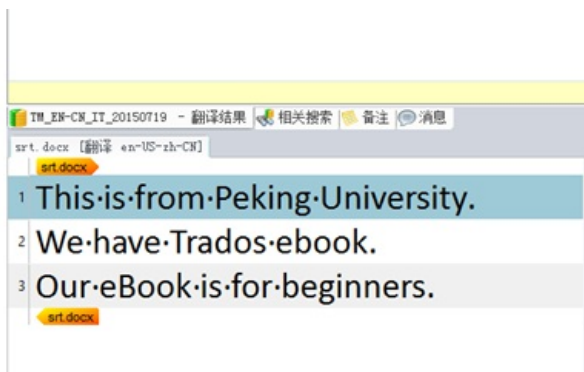 TM_EN-CN_IT_20150719 - 翻译结果 相关搜索 备注 消息
srt.docx [翻译 en-US-zh-CN]
srt.docx
1 This·is·from·Peking·University.
2 We·have·Trados·ebook.
3 Our·eBook·is·for·beginners.
srt.docx